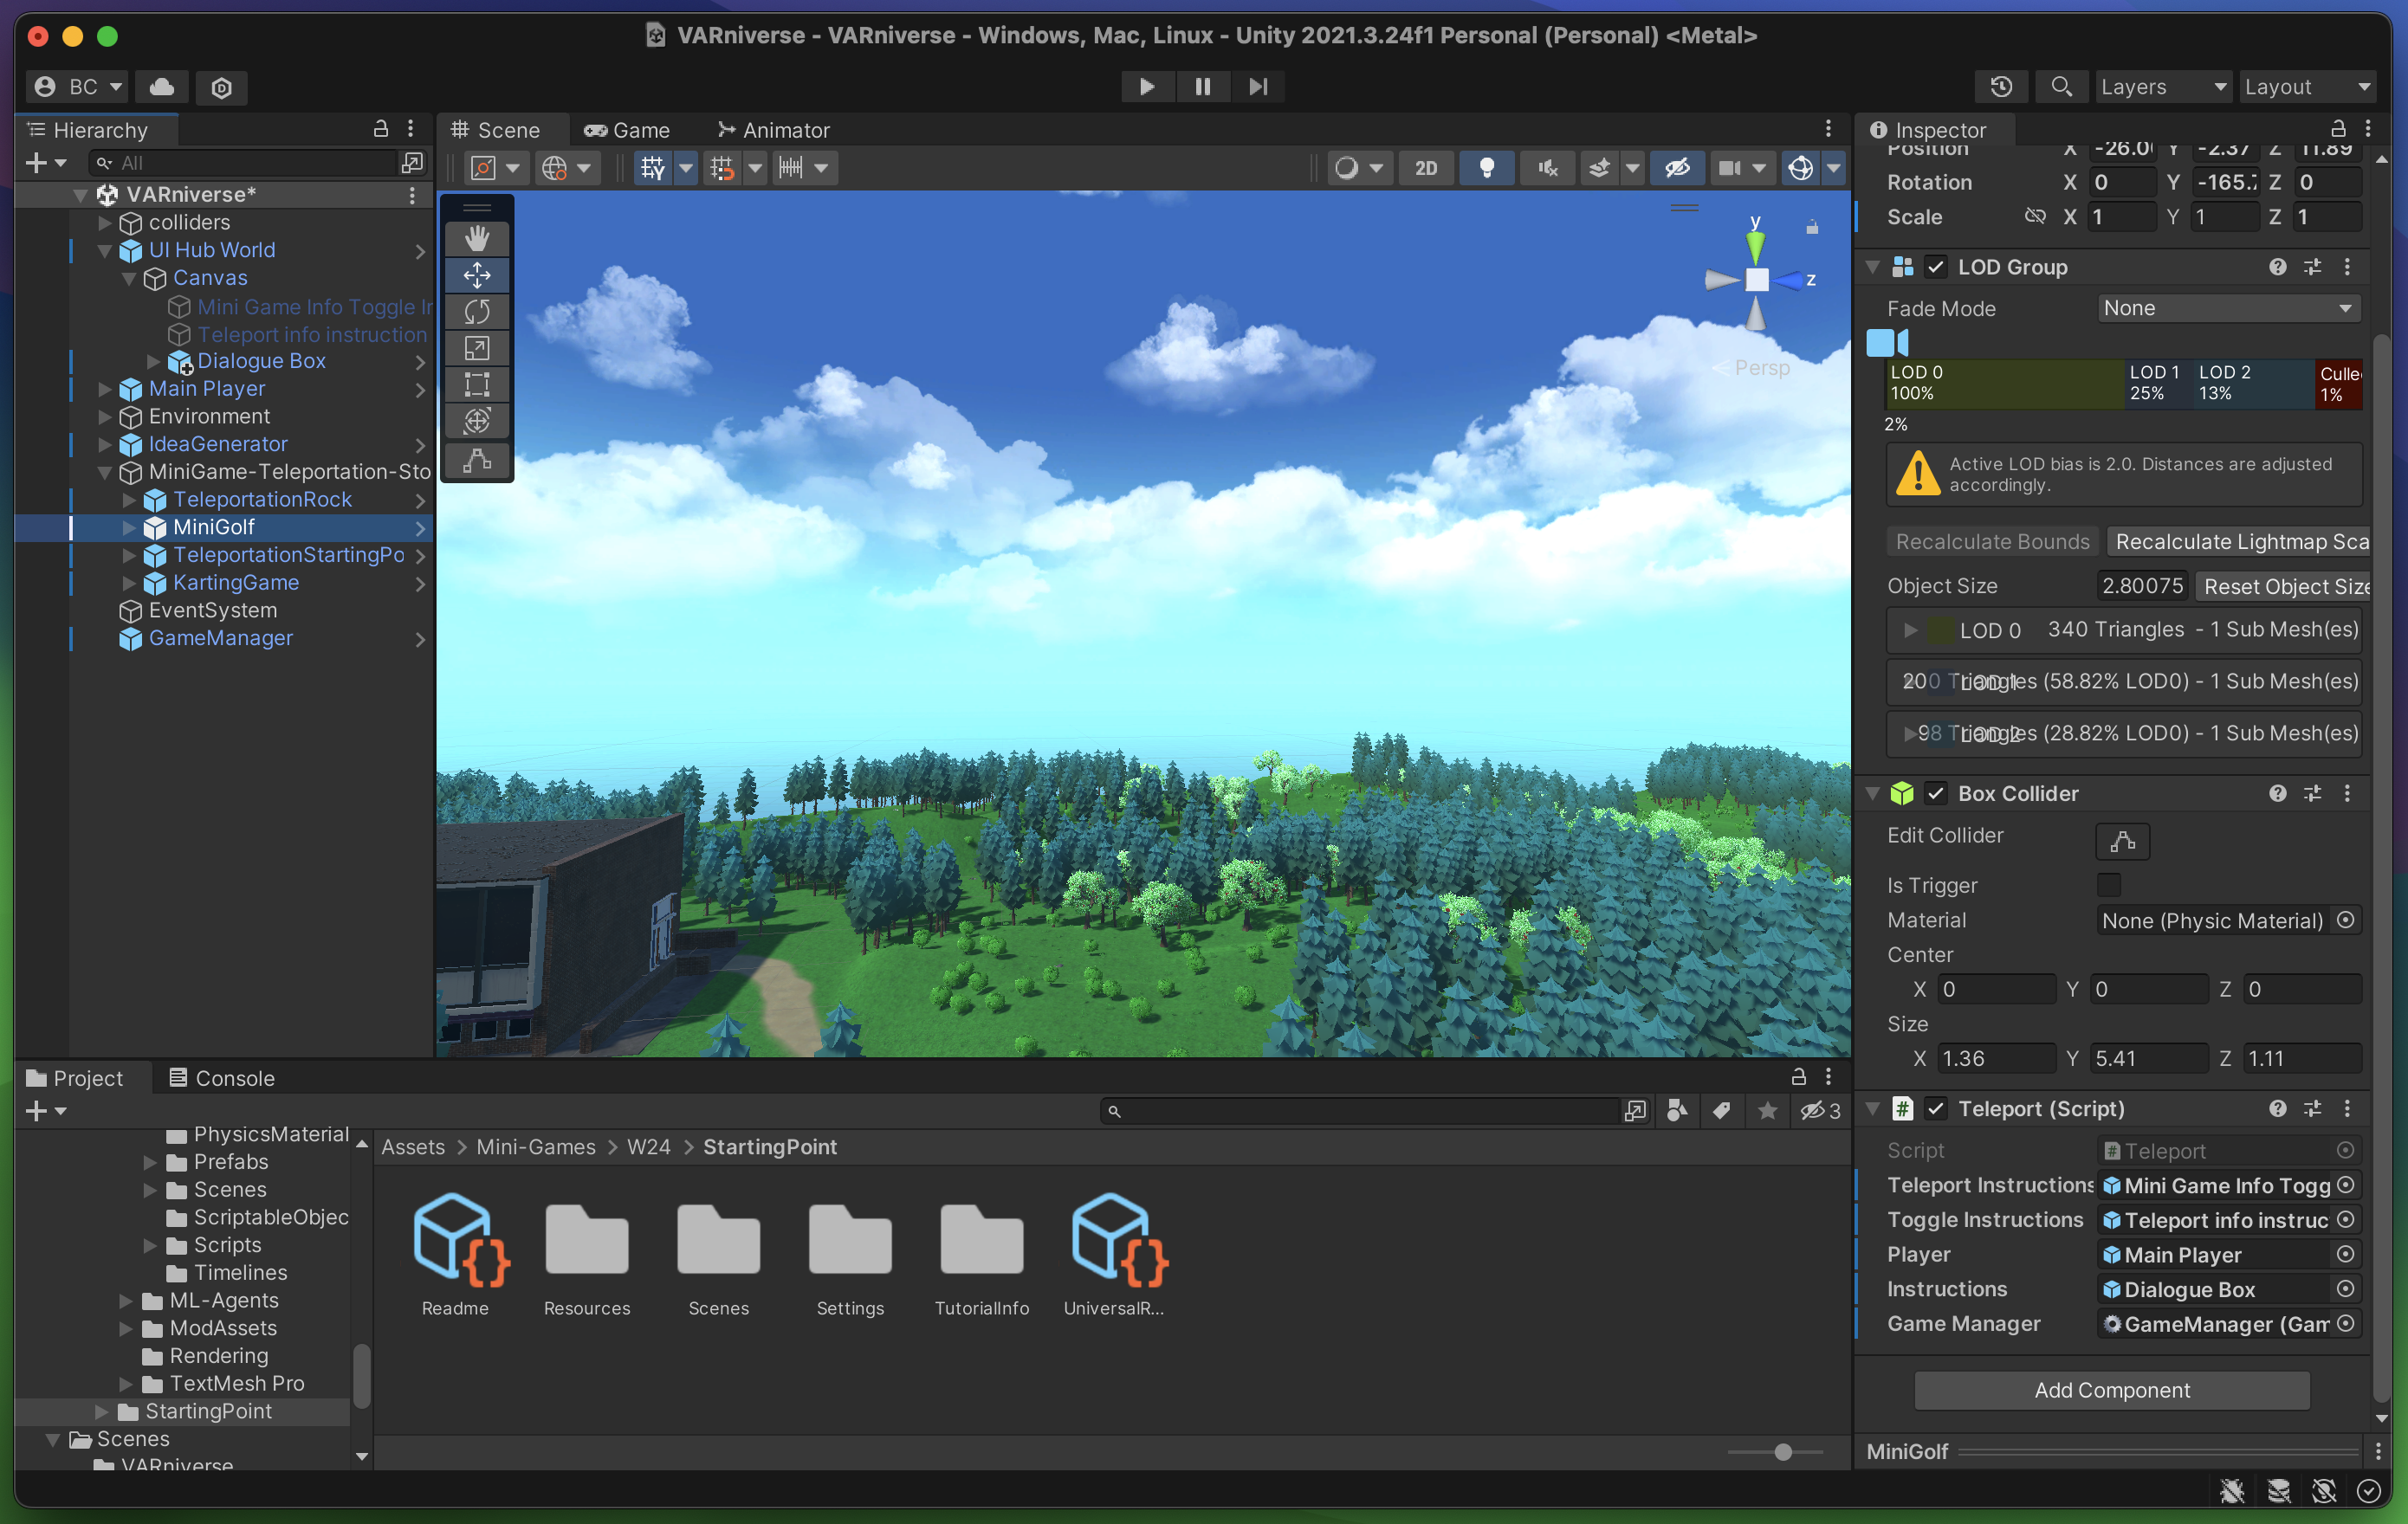 VARniverse - VARniverse - Windows, Mac, Linux - Unity 2021.3.24f1 Personal (Personal) <Metal>
BC
Layers
Layout
Hierarchy
All
VARniverse*
colliders
UI Hub World
Canvas
Mini Game Info Toggle Ir
Teleport info instruction
Dialogue Box
Main Player
Environment
IdeaGenerator
MiniGame-Teleportation-Sto
TeleportationRock
MiniGolf
TeleportationStartingPo
KartingGame
EventSystem
GameManager
Scene
Game
Animator
2D
y
z
< Persp
Inspector
Position X -26.0 Y -2.37 Z 11.89
Rotation X 0 Y -165. Z 0
Scale X 1 Y 1 Z 1
LOD Group
Fade Mode None
LOD 0
100%
LOD 1
25%
LOD 2
13%
Culle
1%
2%
Active LOD bias is 2.0. Distances are adjusted
accordingly.
Recalculate Bounds
Recalculate Lightmap Sca
Object Size 2.80075 Reset Object Size
LOD 0 340 Triangles - 1 Sub Mesh(es)
LOD 1 200 Triangles (58.82% LOD0) - 1 Sub Mesh(es)
LOD 2 98 Triangles (28.82% LOD0) - 1 Sub Mesh(es)
Box Collider
Edit Collider
Is Trigger
Material None (Physic Material)
Center
X 0 Y 0 Z 0
Size
X 1.36 Y 5.41 Z 1.11
Teleport (Script)
Script Teleport
Teleport Instructions Mini Game Info Togg
Toggle Instructions Teleport info instruc
Player Main Player
Instructions Dialogue Box
Game Manager GameManager (Gam
Add Component
MiniGolf
Project
Console
3
PhysicsMaterial
Prefabs
Scenes
ScriptableObjec
Scripts
Timelines
ML-Agents
ModAssets
Rendering
TextMesh Pro
StartingPoint
Scenes
VARniverse
Assets > Mini-Games > W24 > StartingPoint
Readme
Resources
Scenes
Settings
TutorialInfo
UniversalR...